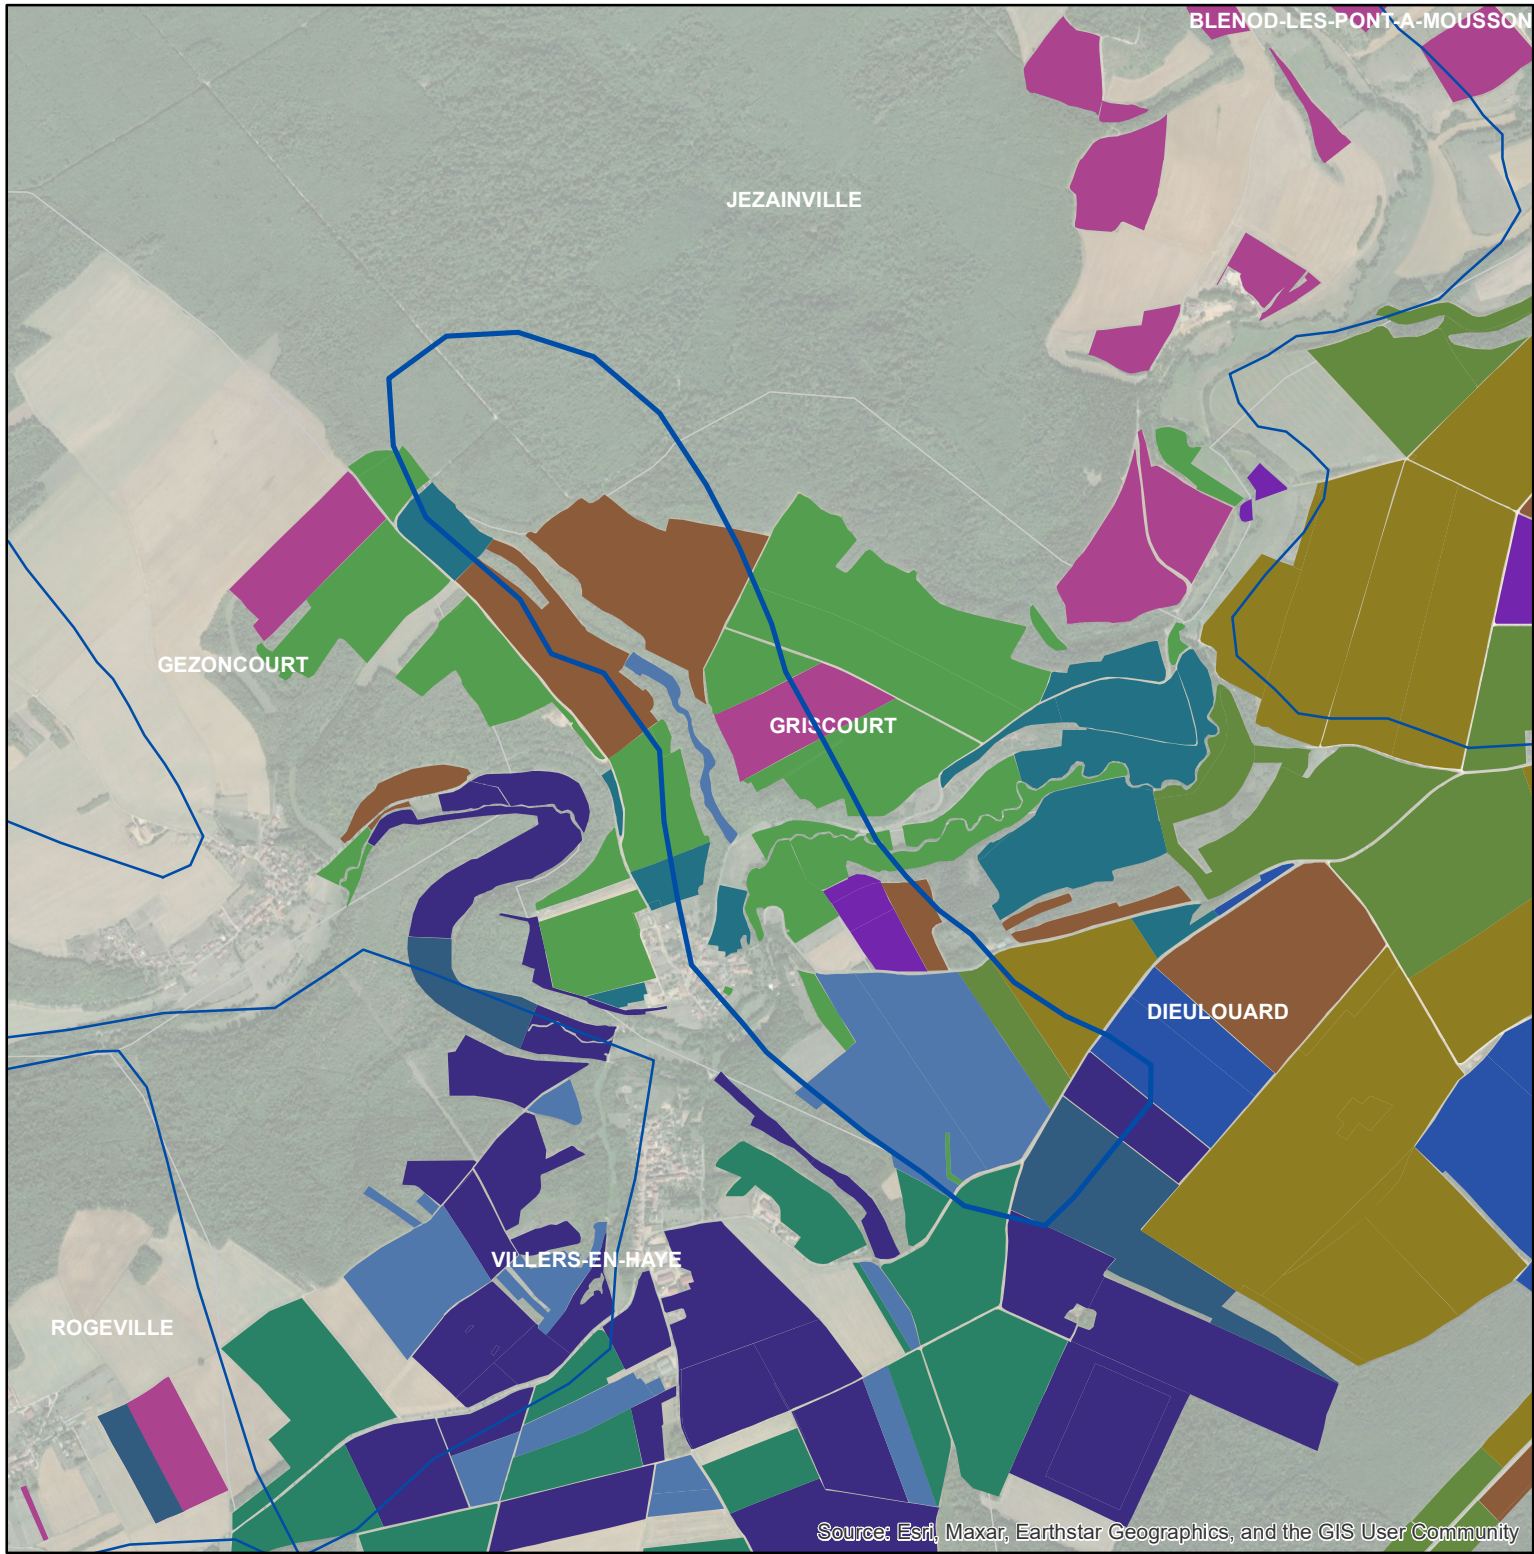 BLENOD-LES-PONT-A-MOUSSON
JEZAINVILLE
GEZONCOURT
GRISCOURT
DIEULOUARD
VILLERS-EN-HAYE
ROGEVILLE
Source: Esri, Maxar, Earthstar Geographics, and the GIS User Community